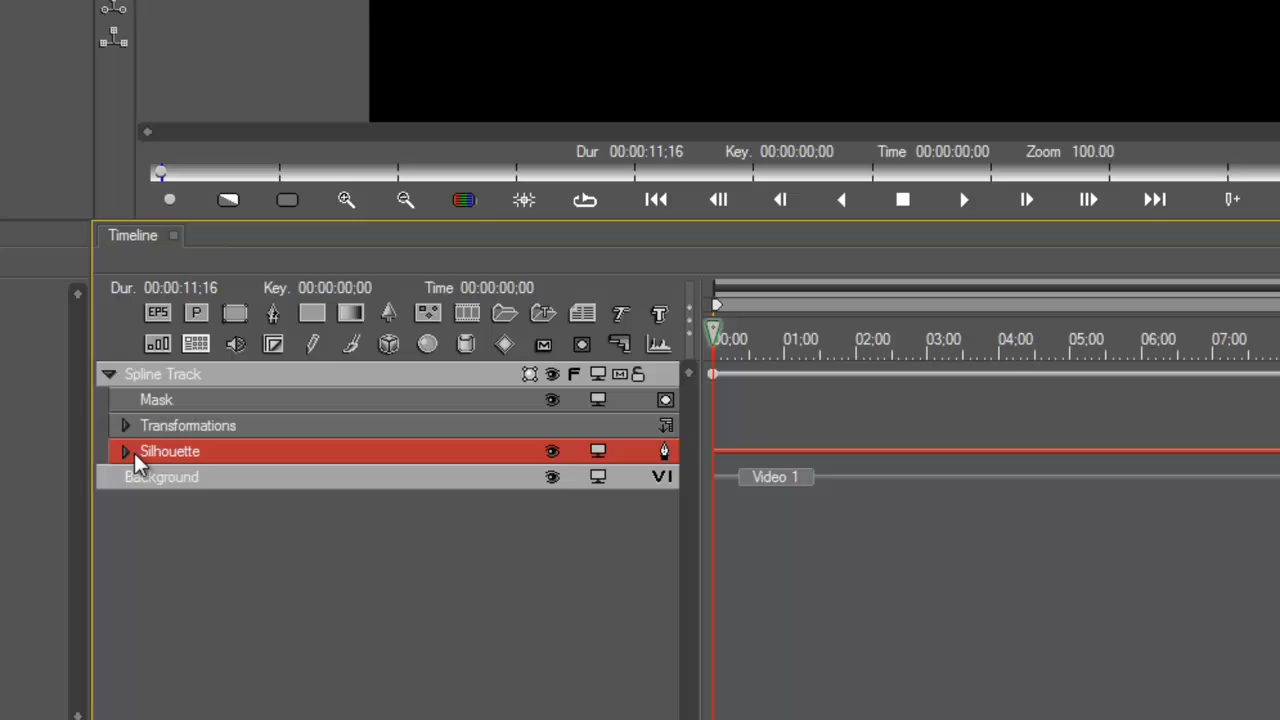 Dur 00:00:11;16 Key. 00:00:00;00 Time 00:00:00;00 Zoom 100.00
Timeline
Dur. 00:00:11;16 Key. 00:00:00;00 Time 00:00:00;00
EPS P T T
M
00:00 01:00 02:00 03:00 04:00 05:00 06:00 07:00
Spline Track F M
Mask
Transformations
Silhouette
Background VI Video 1